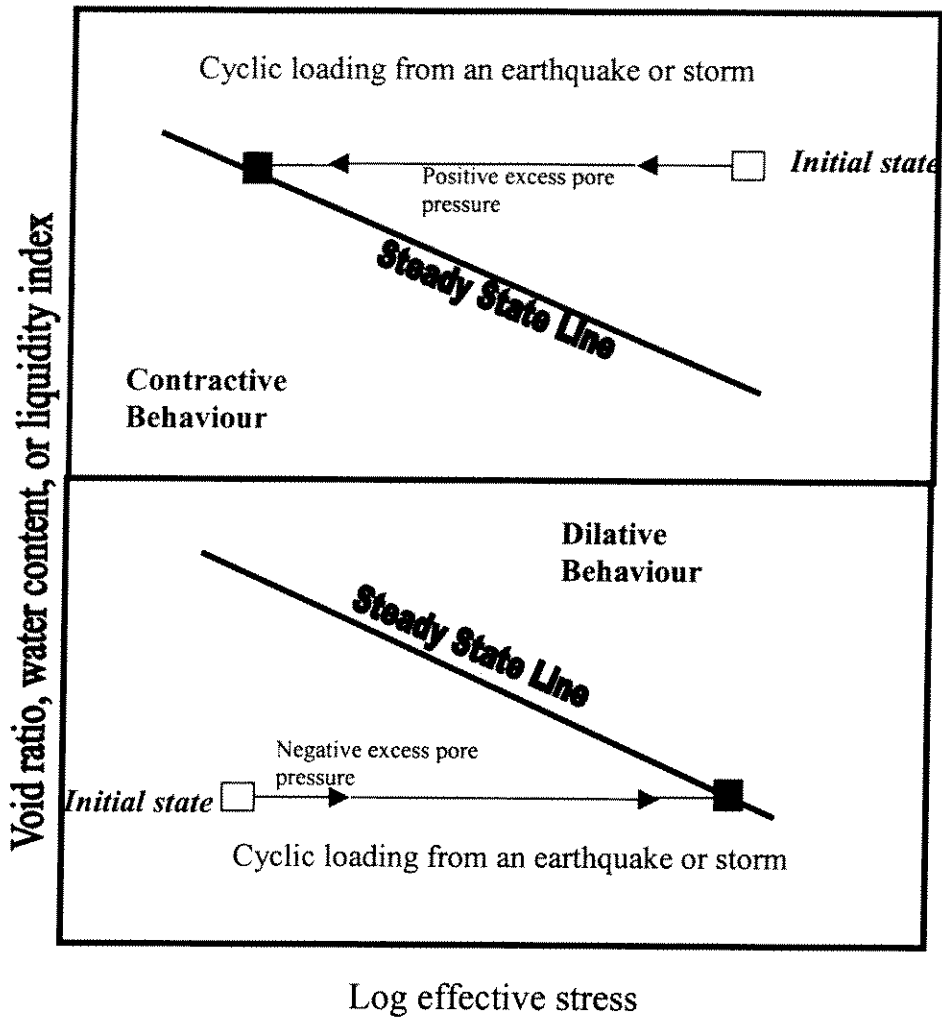 Cyclic loading from an earthquake or storm
Initial state
Positive excess pore
pressure
Steady State Line
Contractive
Behaviour
Dilative
Behaviour
Steady State Line
Negative excess pore
pressure
Initial state
Cyclic loading from an earthquake or storm
Void ratio, water content, or liquidity index
Log effective stress